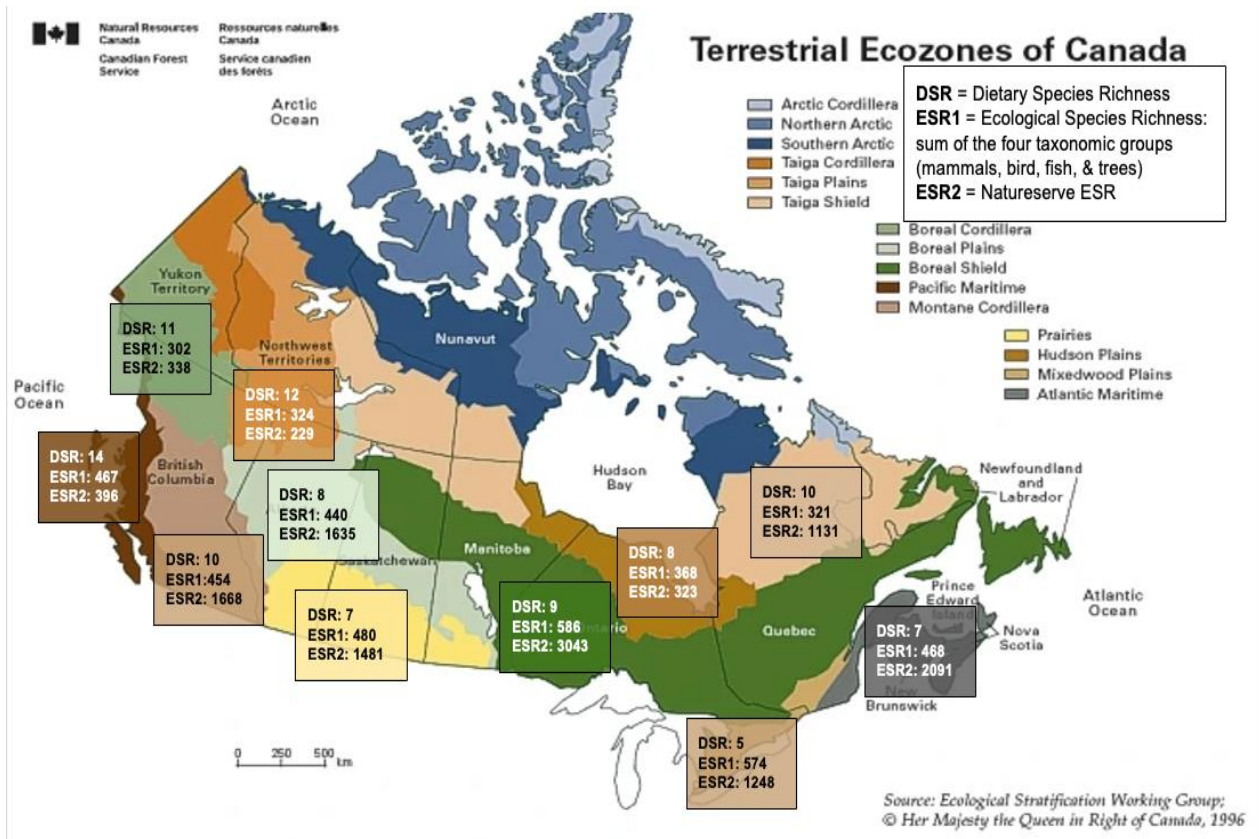 Natural Resources
Canada
Canadian Forest
Service
Ressources naturelles
Canada
Service canadien
des forêts
Terrestrial Ecozones of Canada
DSR = Dietary Species Richness
ESR1 = Ecological Species Richness:
sum of the four taxonomic groups
(mammals, bird, fish, & trees)
ESR2 = Natureserve ESR
Arctic
Ocean
Arctic Cordillera
Northern Arctic
Southern Arctic
Taiga Cordillera
Taiga Plains
Taiga Shield
Boreal Cordillera
Boreal Plains
Boreal Shield
Pacific Maritime
Montane Cordillera
Prairies
Hudson Plains
Mixedwood Plains
Atlantic Maritime
Yukon
Territory
DSR: 11
ESR1: 302
ESR2: 338
Northwest
Territories
Nunavut
Pacific
Ocean
DSR: 12
ESR1: 324
ESR2: 229
DSR: 14
ESR1: 467
ESR2: 396
British
Columbia
Hudson
Bay
DSR: 8
ESR1: 440
ESR2: 1635
DSR: 10
ESR1: 321
ESR2: 1131
Newfoundland
and
Labrador
DSR: 10
ESR1:454
ESR2: 1668
Saskatchewan
Manitoba
DSR: 8
ESR1: 368
ESR2: 323
DSR: 7
ESR1: 480
ESR2: 1481
DSR: 9
ESR1: 586
ESR2: 3043
Quebec
Prince
Edward
Island
Atlantic
Ocean
DSR: 7
ESR1: 468
ESR2: 2091
Nova
Scotia
New
Brunswick
DSR: 5
ESR1: 574
ESR2: 1248
0 250 500
km
Source: Ecological Stratification Working Group;
© Her Majesty the Queen in Right of Canada, 1996